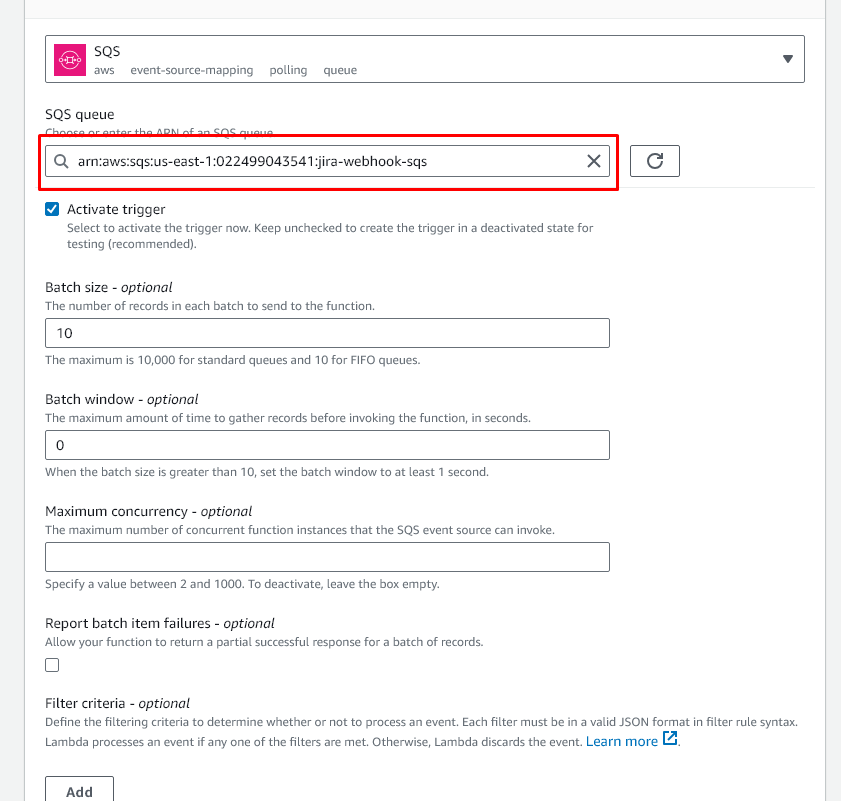 SQS
aws event-source-mapping polling queue
SQS queue
Choose or enter the ARN of an SQS queue.
arn:aws:sqs:us-east-1:022499043541:jira-webhook-sqs
Activate trigger
Select to activate the trigger now. Keep unchecked to create the trigger in a deactivated state for
testing (recommended).
Batch size - optional
The number of records in each batch to send to the function.
10
The maximum is 10,000 for standard queues and 10 for FIFO queues.
Batch window - optional
The maximum amount of time to gather records before invoking the function, in seconds.
0
When the batch size is greater than 10, set the batch window to at least 1 second.
Maximum concurrency - optional
The maximum number of concurrent function instances that the SQS event source can invoke.
Specify a value between 2 and 1000. To deactivate, leave the box empty.
Report batch item failures - optional
Allow your function to return a partial successful response for a batch of records.
Filter criteria - optional
Define the filtering criteria to determine whether or not to process an event. Each filter must be in a valid JSON format in filter rule syntax.
Lambda processes an event if any one of the filters are met. Otherwise, Lambda discards the event. Learn more.
Add